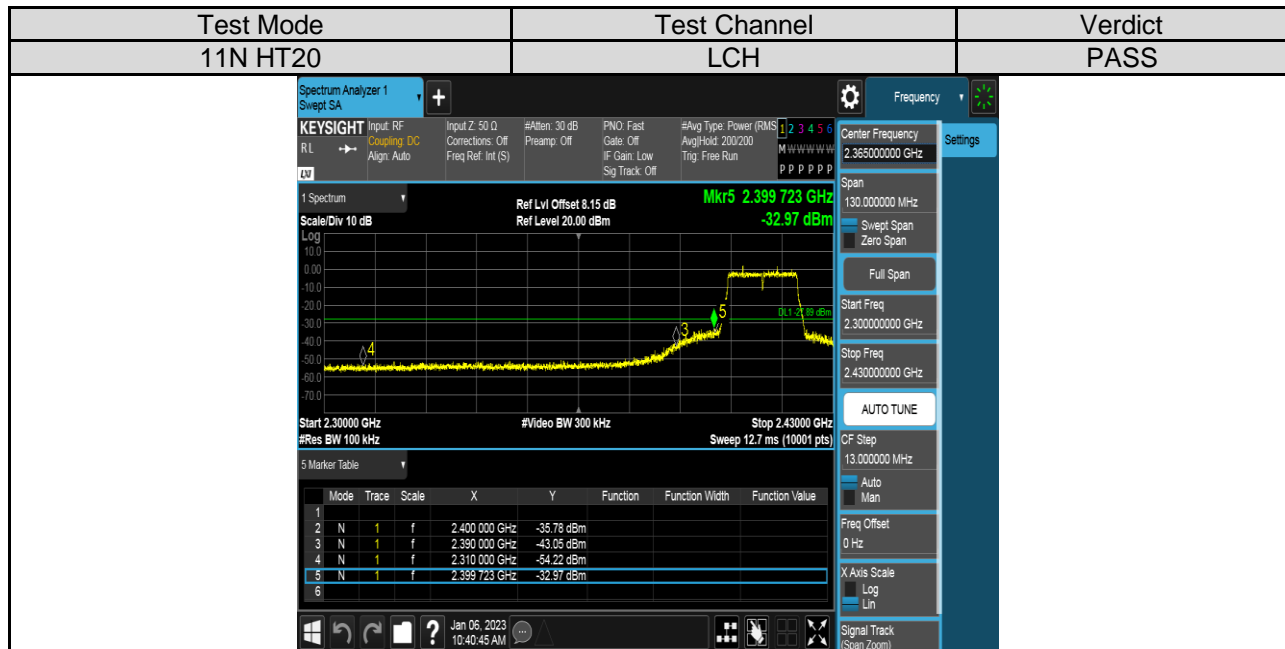 Test Mode Test Channel Verdict
11N HT20 LCH PASS
Spectrum Analyzer 1
Swept SA
Frequency
KEYSIGHT Input: RF Input Z: 50 Ω #Atten: 30 dB PNO: Fast #Avg Type: Power (RMS 1 2 3 4 5 6
RL Coupling: DC Corrections: Off Preamp: Off Gate: Off Avg|Hold: 200/200 M W W W W W
Align: Auto Freq Ref: Int (S) IF Gain: Low Trig: Free Run
LXI Sig Track: Off P P P P P P
1 Spectrum
Scale/Div 10 dB
Ref Lvl Offset 8.15 dB
Ref Level 20.00 dBm
Mkr5 2.399 723 GHz
-32.97 dBm
Log
10.0
0.00
-10.0
-20.0
-30.0
-40.0
-50.0
-60.0
-70.0
4
3
5
Start 2.30000 GHz #Video BW 300 kHz Stop 2.43000 GHz
#Res BW 100 kHz Sweep 12.7 ms (10001 pts)
5 Marker Table
Mode Trace Scale X Y Function Function Width Function Value
1
2 N 1 f 2.400 000 GHz -35.78 dBm
3 N 1 f 2.390 000 GHz -43.05 dBm
4 N 1 f 2.310 000 GHz -54.22 dBm
5 N 1 f 2.399 723 GHz -32.97 dBm
6
Jan 06, 2023
10:40:45 AM
?
Center Frequency
2.365000000 GHz
Settings
Span
130.000000 MHz
Swept Span
Zero Span
Full Span
Start Freq
2.300000000 GHz
Stop Freq
2.430000000 GHz
AUTO TUNE
CF Step
13.000000 MHz
Auto
Man
Freq Offset
0 Hz
X Axis Scale
Log
Lin
Signal Track
(Span Zoom)